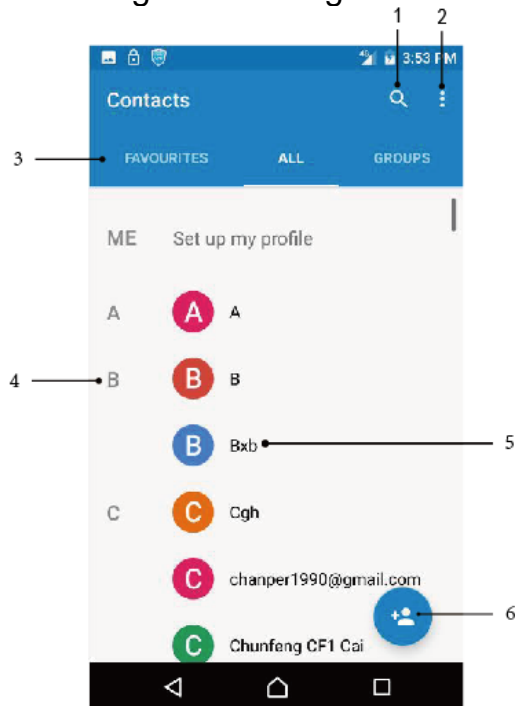 1 2
4G 3:53 PM
Contacts
3
FAVOURITES ALL GROUPS
ME Set up my profile
A A A
4 B B B
B Bxb 5
C C Cgh
C chanper1990@gmail.com
6
C Chunfeng CF1 Cai